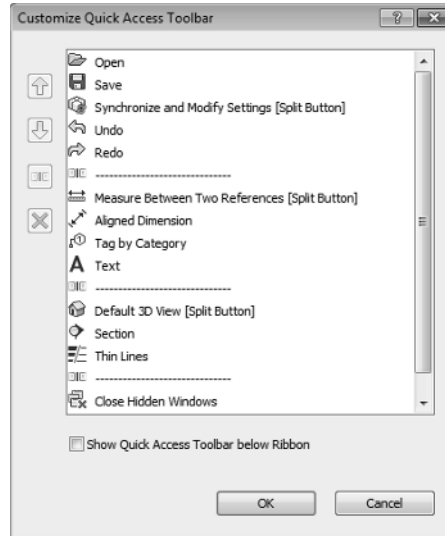 Customize Quick Access Toolbar
Open
Save
Synchronize and Modify Settings [Split Button]
Undo
Redo
------------------------------
Measure Between Two References [Split Button]
Aligned Dimension
Tag by Category
Text
------------------------------
Default 3D View [Split Button]
Section
Thin Lines
------------------------------
Close Hidden Windows
Show Quick Access Toolbar below Ribbon
OK
Cancel